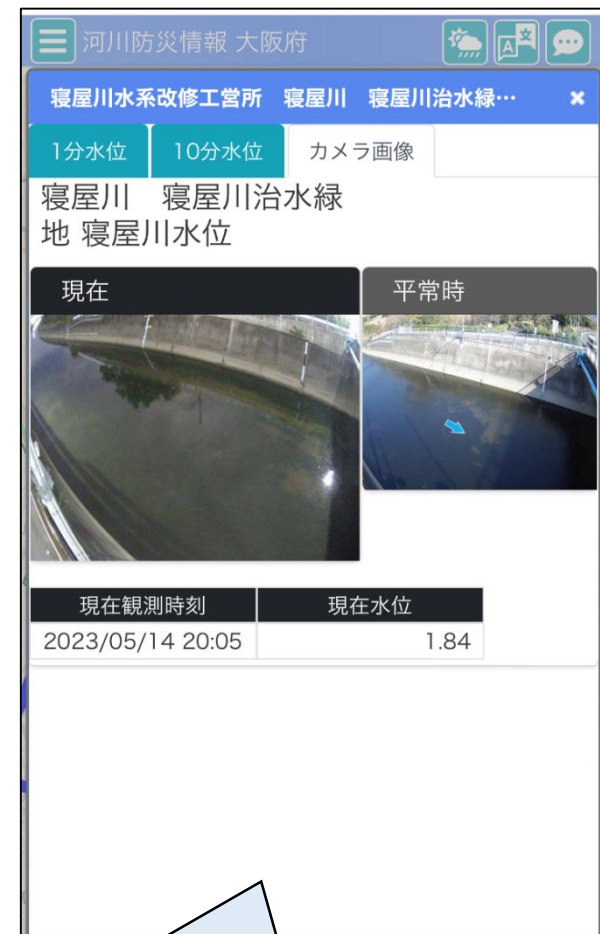 河川防災情報 大阪府
寝屋川水系改修工営所　寝屋川　寝屋川治水緑…
1分水位
10分水位
カメラ画像
寝屋川　寝屋川治水緑
地 寝屋川水位
現在
平常時
現在観測時刻
現在水位
2023/05/14 20:05
1.84